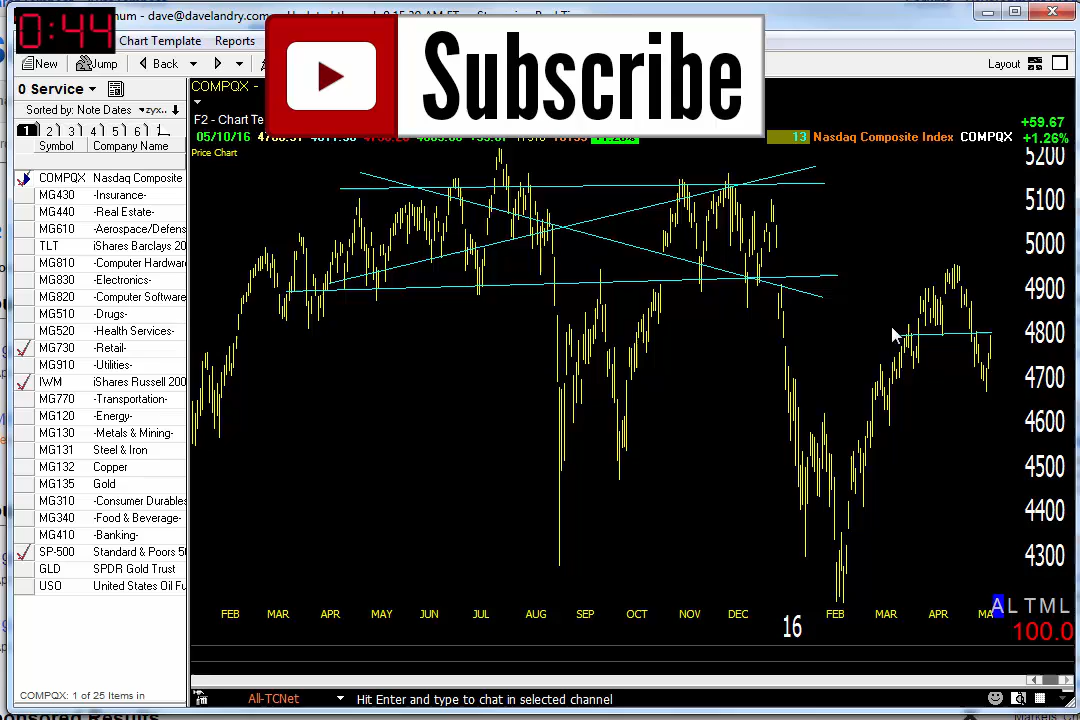 0:44
num - dave@davelandry.com
Subscribe
Chart Template Reports
New Jump Back
Layout
0 Service
Sorted by: Note Dates
1 2 3 4 5 6
Symbol Company Name
COMPQX Nasdaq Composite
MG430 -Insurance-
MG440 -Real Estate-
MG610 -Aerospace/Defens
TLT iShares Barclays 20
MG810 -Computer Hardwa
MG830 -Electronics-
MG820 -Computer Software
MG510 -Drugs-
MG520 -Health Services-
MG730 -Retail-
MG910 -Utilities-
IWM iShares Russell 200
MG770 -Transportation-
MG120 -Energy-
MG130 -Metals & Mining-
MG131 Steel & Iron
MG132 Copper
MG135 Gold
MG310 -Consumer Durables
MG340 -Food & Beverage-
MG410 -Banking-
SP-500 Standard & Poors 50
GLD SPDR Gold Trust
USO United States Oil Fu
COMPQX: 1 of 25 Items in
COMPQX -
F2 - Chart Te
05/10/16
13 Nasdaq Composite Index COMPQX
+59.67
+1.26%
Price Chart
5200
5100
5000
4900
4800
4700
4600
4500
4400
4300
FEB MAR APR MAY JUN JUL AUG SEP OCT NOV DEC 16 FEB MAR APR MA
A L T M L
100.0
All-TCNet Hit Enter and type to chat in selected channel